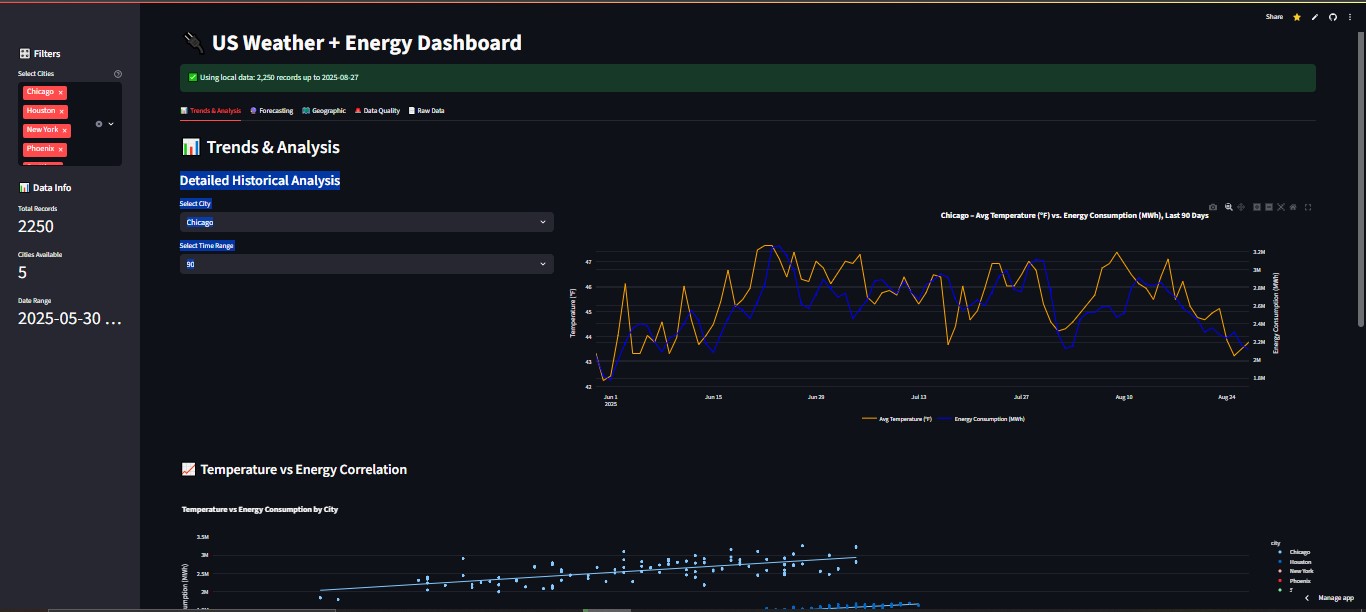 Share
Filters
Select Cities
Chicago ×
Houston ×
New York ×
Phoenix ×
Data Info
Total Records
2250
Cities Available
5
Date Range
2025-05-30 ...
US Weather + Energy Dashboard
Using local data: 2,250 records up to 2025-08-27
Trends & Analysis Forecasting Geographic Data Quality Raw Data
Trends & Analysis
Detailed Historical Analysis
Select City
Chicago
Select Time Range
90
Chicago – Avg Temperature (°F) vs. Energy Consumption (MWh), Last 90 Days
Temperature (°F)
47
46
45
44
43
42
3.2M
3M
2.8M
2.6M
2.4M
2.2M
2M
1.8M
Energy Consumption (MWh)
Jun 1 Jun 15 Jun 29 Jul 13 Jul 27 Aug 10 Aug 24
2025
Avg Temperature (°F) Energy Consumption (MWh)
Temperature vs Energy Correlation
Temperature vs Energy Consumption by City
3.5M
3M
2.5M
2M
city
Chicago
Houston
New York
Phoenix
Manage app